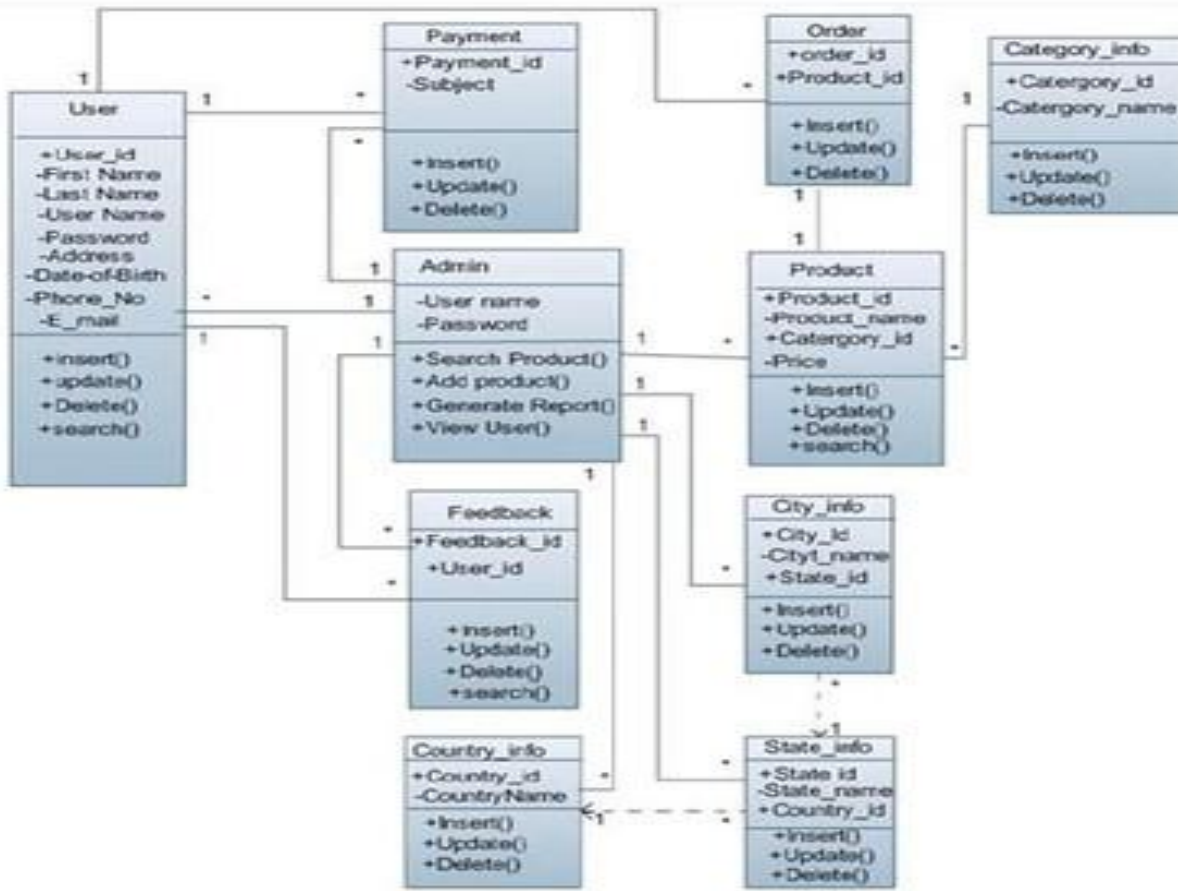 Payment
+Payment_id
-Subject
+Insert()
+Update()
+Delete()
Order
+order_id
+Product_id
+Insert()
+Update()
+Delete()
Category_info
+Catergory_id
-Catergory_name
+Insert()
+Update()
+Delete()
User
+User_id
-First Name
-Last Name
-User Name
-Password
-Address
-Date-of-Birth
-Phone_No
-E_mail
+insert()
+update()
+Delete()
+search()
Admin
-User name
-Password
+Search Product()
+Add product()
+Generate Report()
+View User()
Product
+Product_id
-Product_name
+Catergory_id
-Price
+Insert()
+Update()
+Delete()
+search()
Feedback
+Feedback_id
+User_id
+Insert()
+Update()
+Delete()
+search()
City_info
+City_Id
-Cityt_name
+State_id
+Insert()
+Update()
+Delete()
Country_info
+Country_id
-CountryName
+Insert()
+Update()
+Delete()
State_info
+State id
-State_name
+Country_id
+Insert()
+Update()
+Delete()
1
1
*
*
1
*
1
*
1
1
1
1
*
1
*
1
*
1
1
1
*
*
*
*
1
*
*
1
1
*